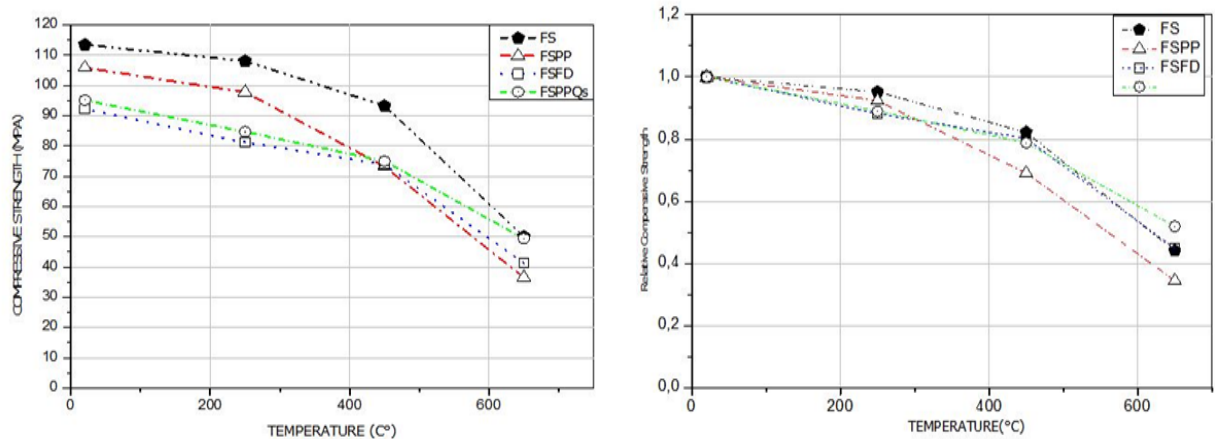 120
110
100
90
80
70
60
50
40
30
20
10
0
COMPRESSIVE STRENGTH (MPA)
0
200
400
600
TEMPERATURE (C°)
FS
FSPP
FSFD
FSPPQs
1,2
1,0
0,8
0,6
0,4
0,2
0,0
Relative Compensive Strength
0
200
400
600
TEMPERATURE(°C)
FS
FSPP
FSFD